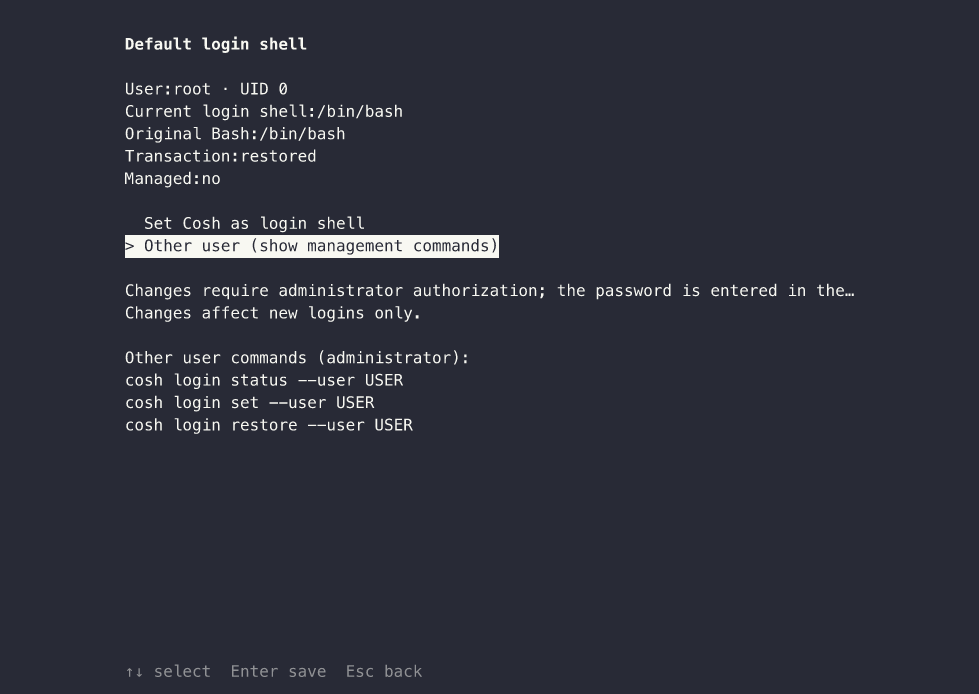 Default login shell
User:root · UID 0
Current login shell:/bin/bash
Original Bash:/bin/bash
Transaction:restored
Managed:no
Set Cosh as login shell
> Other user (show management commands)
Changes require administrator authorization; the password is entered in the…
Changes affect new logins only.
Other user commands (administrator):
cosh login status --user USER
cosh login set --user USER
cosh login restore --user USER
↑↓ select  Enter save  Esc back